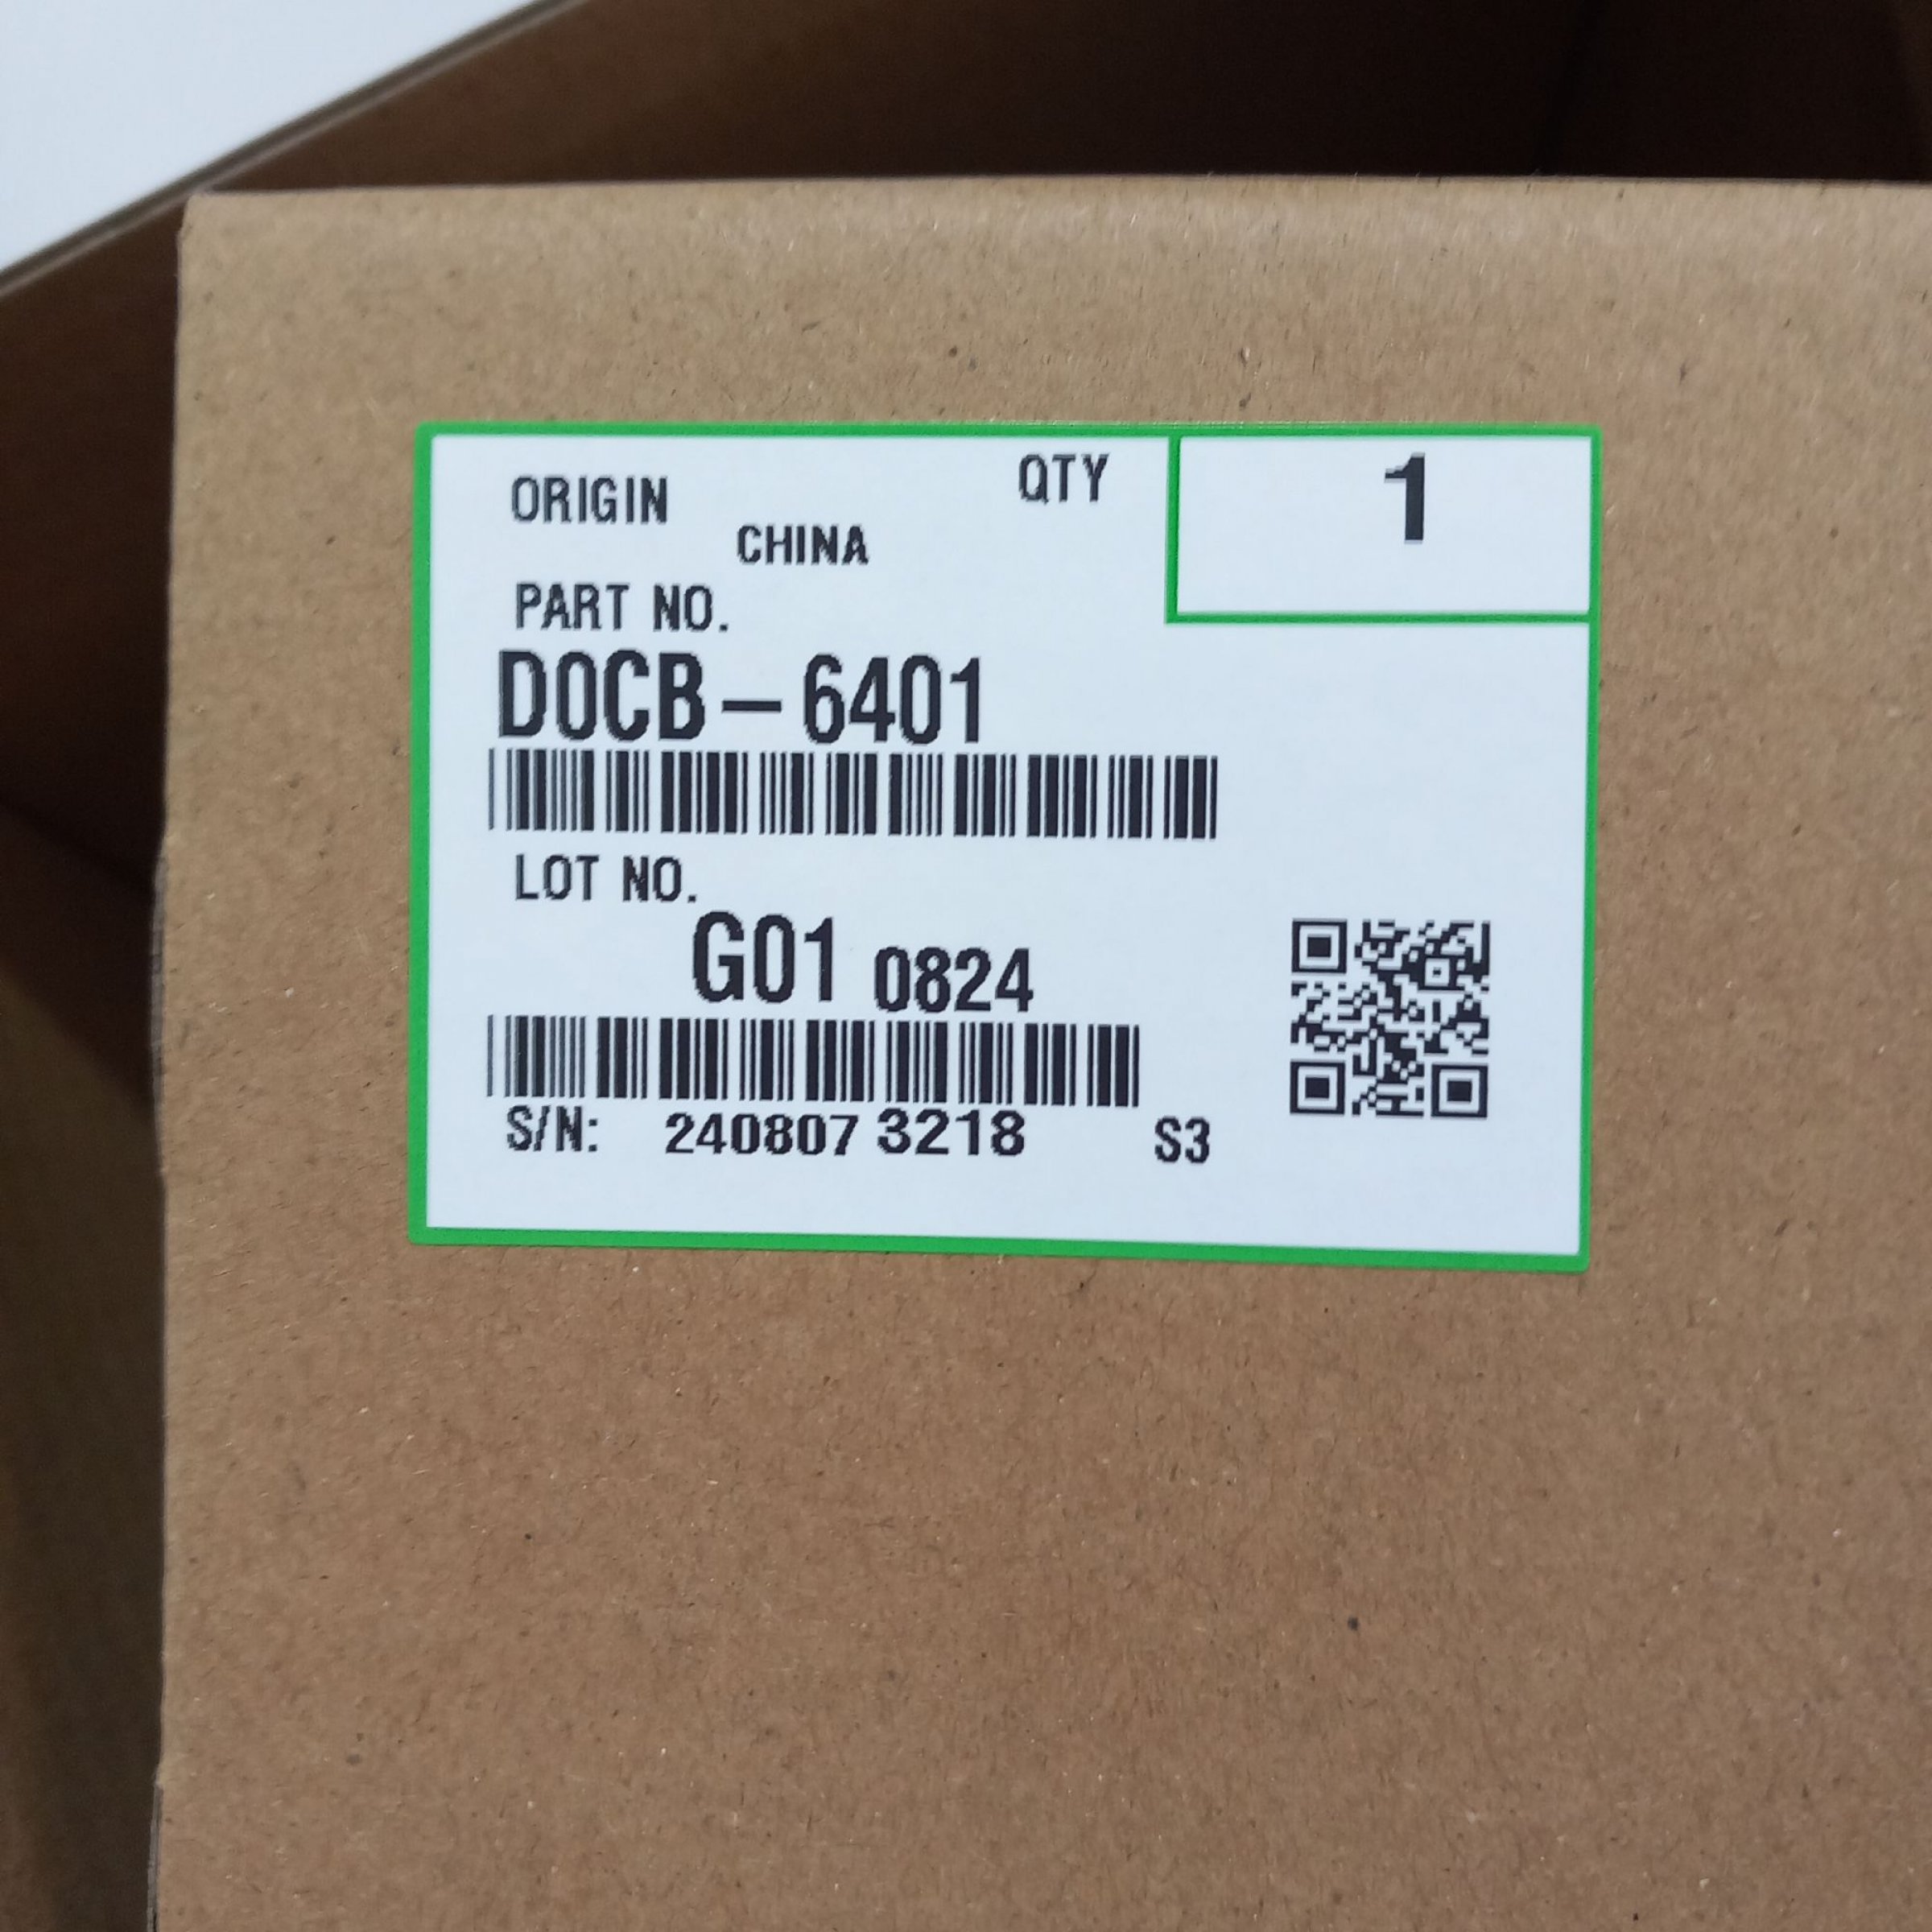 ORIGIN
CHINA
QTY
1
PART NO.
D0CB-6401
LOT NO.
G01 0824
S/N: 240807 3218 S3